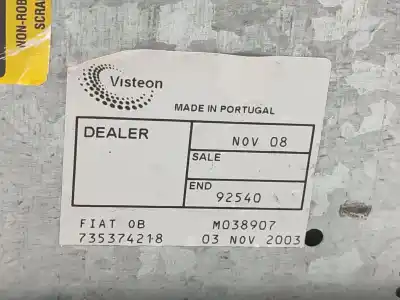 NON-ROB
SCRA
Visteon
MADE IN PORTUGAL
DEALER
NOV 08
SALE
END
92540
FIAT 0B
M038907
735374218
03 NOV 2003